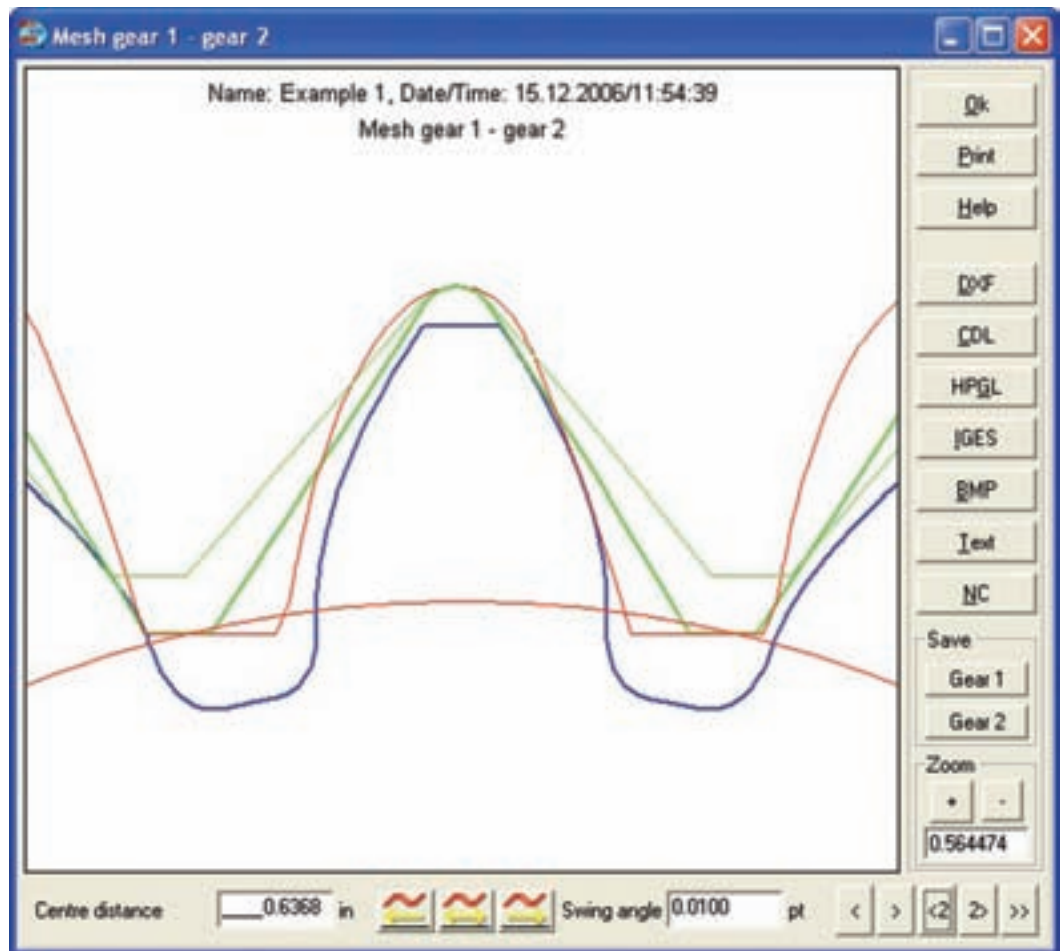 Mesh gear 1 - gear 2
Name: Example 1, Date/Time: 15.12.2006/11:54:39
Mesh gear 1 - gear 2
Ok
Print
Help
DXF
CDL
HPGL
IGES
BMP
Text
NC
Save
Gear 1
Gear 2
Zoom
+ -
0.564474
Centre distance ___0.6368 in Swing angle 0.0100 pt < > <2 2> >>